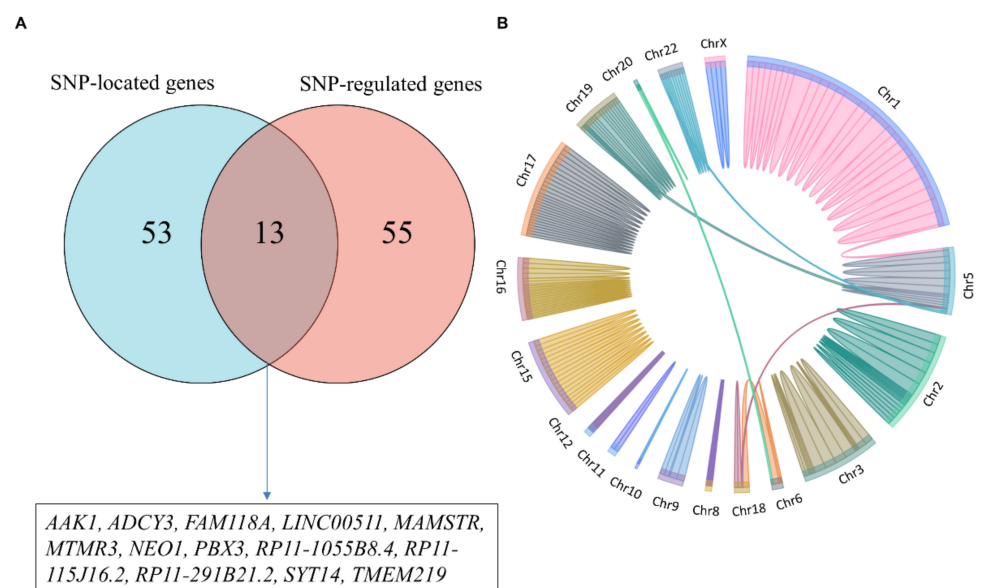 A
B
SNP-located genes
SNP-regulated genes
53
13
55
AAK1, ADCY3, FAM118A, LINC00511, MAMSTR,
MTMR3, NEO1, PBX3, RP11-1055B8.4, RP11-
115J16.2, RP11-291B21.2, SYT14, TMEM219
Chr1
Chr5
Chr2
Chr3
Chr6
Chr18
Chr8
Chr9
Chr10
Chr11
Chr12
Chr15
Chr16
Chr17
Chr19
Chr20
Chr22
ChrX